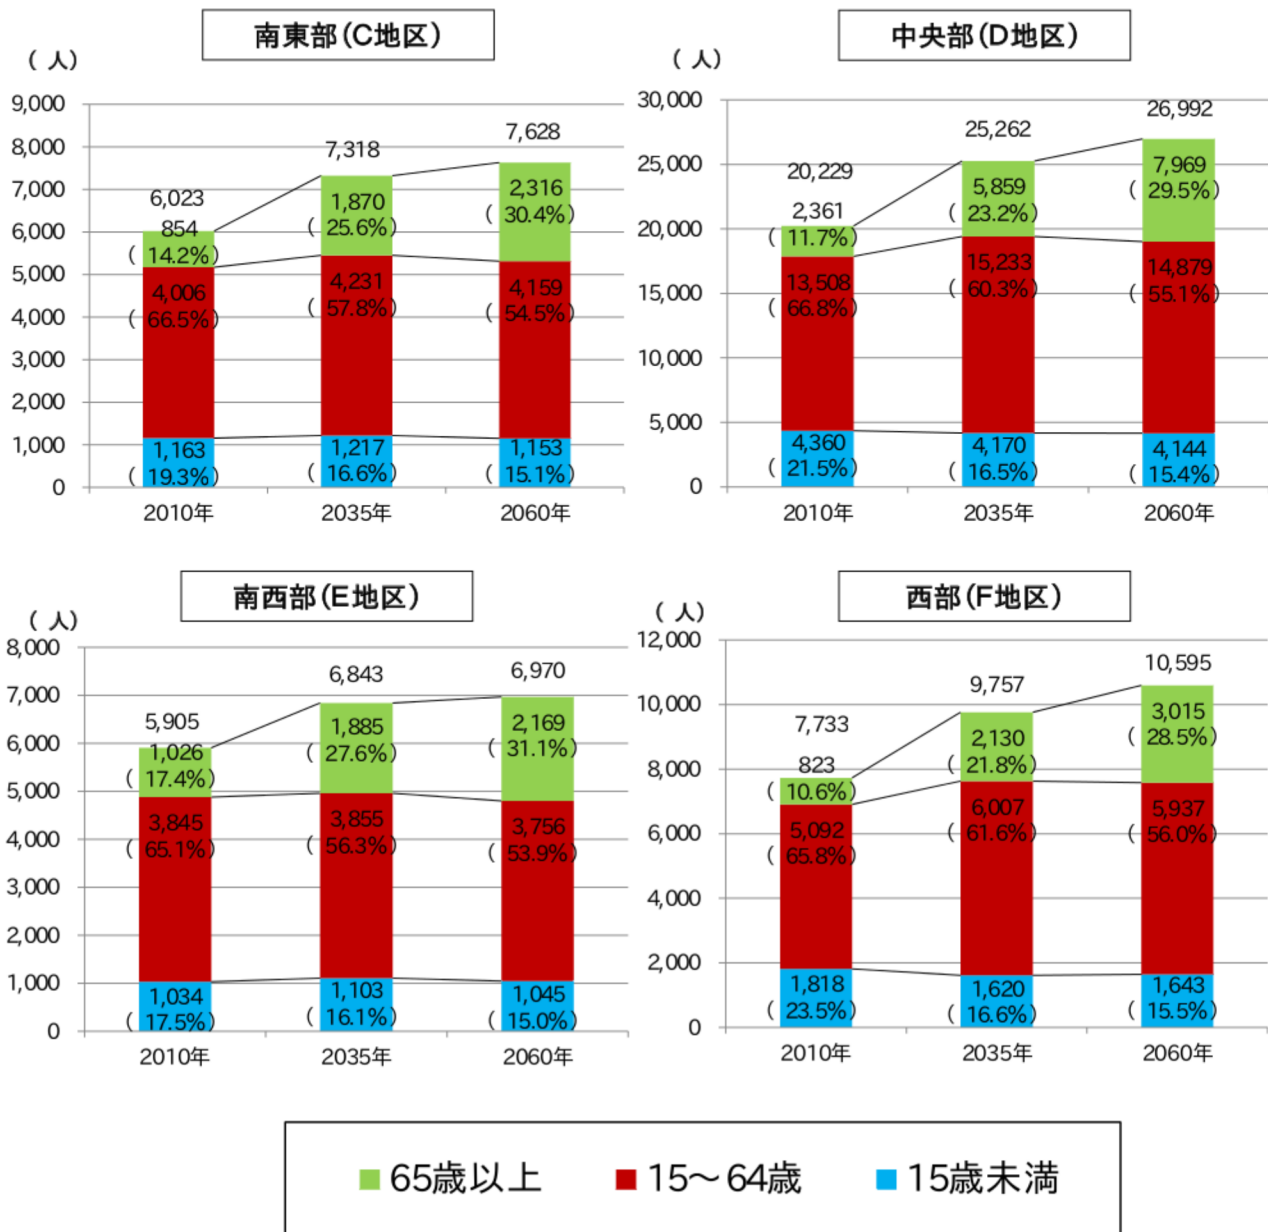 南東部(C地区)
( 人)
9,000
8,000
7,000
6,000
5,000
4,000
3,000
2,000
1,000
0
6,023
854
( 14.2% )
4,006
( 66.5% )
1,163
( 19.3% )
7,318
1,870
( 25.6% )
4,231
( 57.8% )
1,217
( 16.6% )
7,628
2,316
( 30.4% )
4,159
( 54.5% )
1,153
( 15.1% )
2010年 2035年 2060年
中央部(D地区)
( 人)
30,000
25,000
20,000
15,000
10,000
5,000
0
20,229
2,361
( 11.7% )
13,508
( 66.8% )
4,360
( 21.5% )
25,262
5,859
( 23.2% )
15,233
( 60.3% )
4,170
( 16.5% )
26,992
7,969
( 29.5% )
14,879
( 55.1% )
4,144
( 15.4% )
2010年 2035年 2060年
南西部(E地区)
( 人)
8,000
7,000
6,000
5,000
4,000
3,000
2,000
1,000
0
5,905
1,026
( 17.4% )
3,845
( 65.1% )
1,034
( 17.5% )
6,843
1,885
( 27.6% )
3,855
( 56.3% )
1,103
( 16.1% )
6,970
2,169
( 31.1% )
3,756
( 53.9% )
1,045
( 15.0% )
2010年 2035年 2060年
西部(F地区)
( 人)
12,000
10,000
8,000
6,000
4,000
2,000
0
7,733
823
( 10.6% )
5,092
( 65.8% )
1,818
( 23.5% )
9,757
2,130
( 21.8% )
6,007
( 61.6% )
1,620
( 16.6% )
10,595
3,015
( 28.5% )
5,937
( 56.0% )
1,643
( 15.5% )
2010年 2035年 2060年
65歳以上 15〜64歳 15歳未満